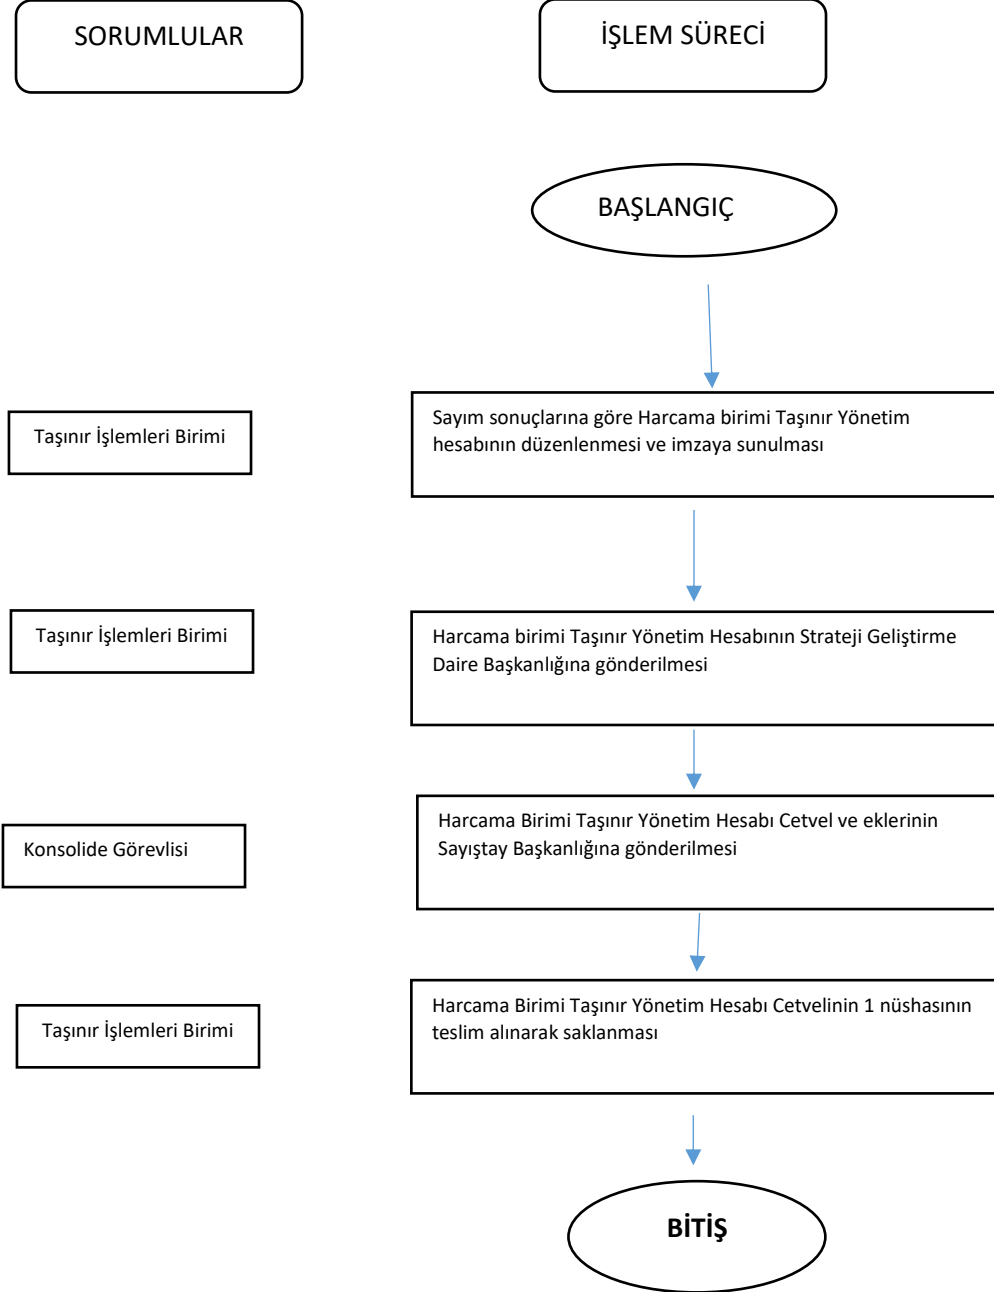 SORUMLULAR
İŞLEM SÜRECİ
BAŞLANGIÇ
Taşınır İşlemleri Birimi
Sayım sonuçlarına göre Harcama birimi Taşınır Yönetim
hesabının düzenlenmesi ve imzaya sunulması
Taşınır İşlemleri Birimi
Harcama birimi Taşınır Yönetim Hesabının Strateji Geliştirme
Daire Başkanlığına gönderilmesi
Konsolide Görevlisi
Harcama Birimi Taşınır Yönetim Hesabı Cetvel ve eklerinin
Sayıştay Başkanlığına gönderilmesi
Taşınır İşlemleri Birimi
Harcama Birimi Taşınır Yönetim Hesabı Cetvelinin 1 nüshasının
teslim alınarak saklanması
BİTİŞ